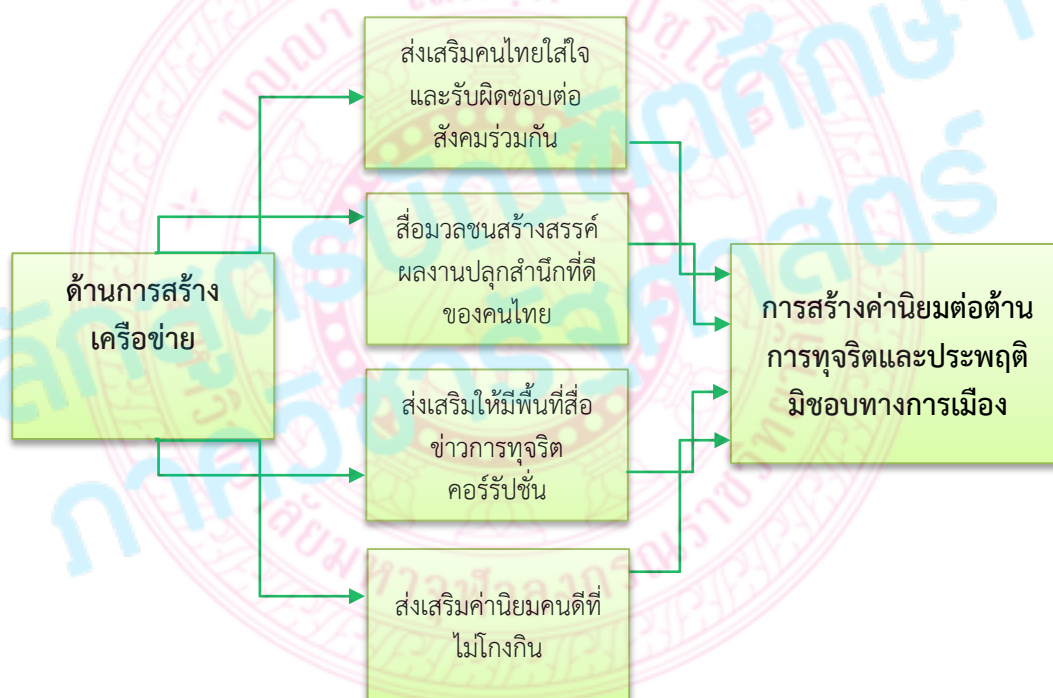 ส่งเสริมคนไทยใส่ใจ
และรับผิดชอบต่อ
สังคมร่วมกัน
สื่อมวลชนสร้างสรรค์
ผลงานปลุกสำนึกที่ดี
ของคนไทย
ด้านการสร้าง
เครือข่าย
การสร้างค่านิยมต่อต้าน
การทุจริตและประพฤติ
มิชอบทางการเมือง
ส่งเสริมให้มีพื้นที่สื่อ
ข่าวการทุจริต
คอร์รัปชั่น
ส่งเสริมค่านิยมคนดีที่
ไม่โกงกิน